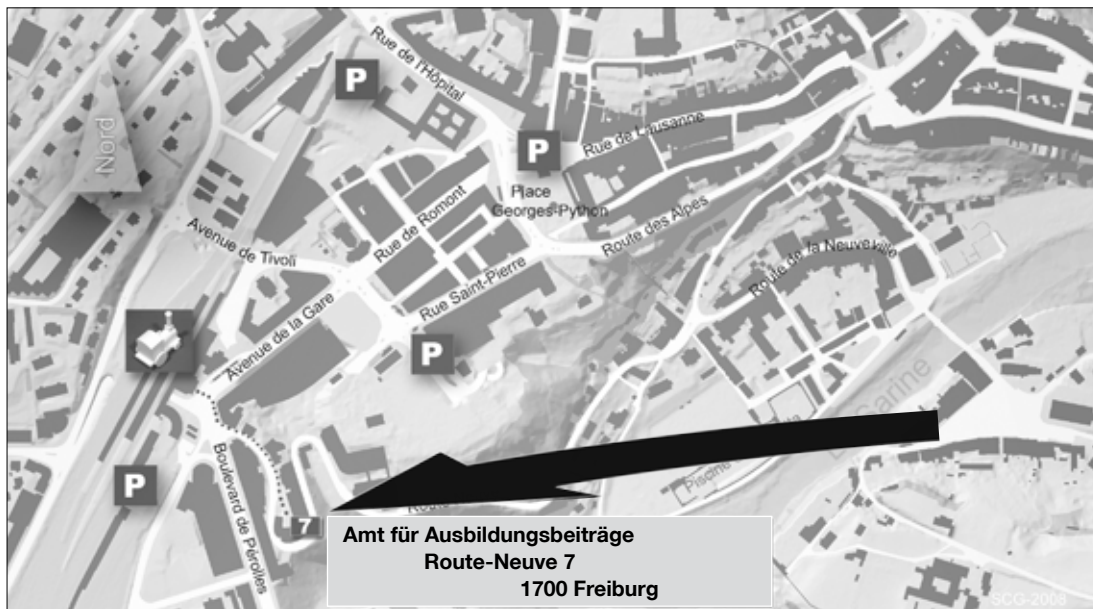 Rue de l'Hôpital
P
Nord
P
Rue de Lausanne
Place
Georges-Python
Rue de Romont
Avenue de Tivoli
Route des Alpes
Route de la Neuveville
Rue Saint-Pierre
Avenue de la Gare
P
Sarine
Boulevard de Pérolles
P
Piscine
7
Amt für Ausbildungsbeiträge
Route-Neuve 7
1700 Freiburg
SCG-2008